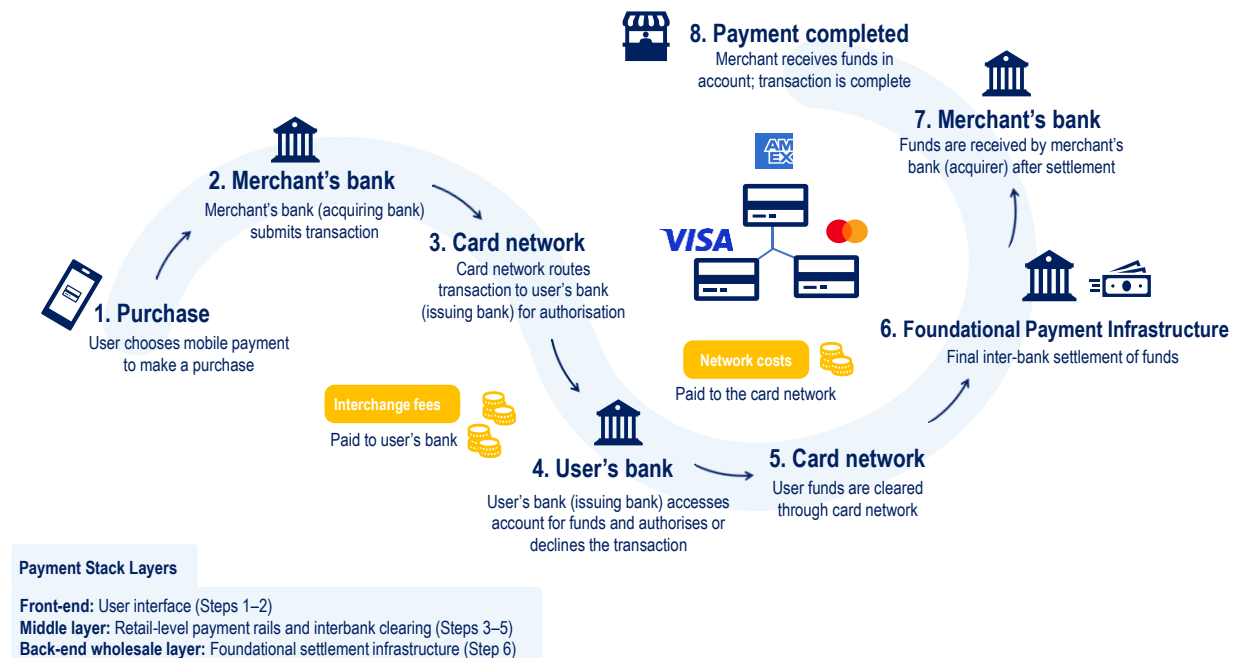 1. Purchase
User chooses mobile payment
to make a purchase
2. Merchant's bank
Merchant's bank (acquiring bank)
submits transaction
3. Card network
Card network routes
transaction to user's bank
(issuing bank) for authorisation
Interchange fees
Paid to user's bank
4. User's bank
User's bank (issuing bank) accesses
account for funds and authorises or
declines the transaction
AM
EX
VISA
Network costs
Paid to the card network
5. Card network
User funds are cleared
through card network
6. Foundational Payment Infrastructure
Final inter-bank settlement of funds
7. Merchant's bank
Funds are received by merchant's
bank (acquirer) after settlement
8. Payment completed
Merchant receives funds in
account; transaction is complete
Payment Stack Layers
Front-end: User interface (Steps 1–2)
Middle layer: Retail-level payment rails and interbank clearing (Steps 3–5)
Back-end wholesale layer: Foundational settlement infrastructure (Step 6)